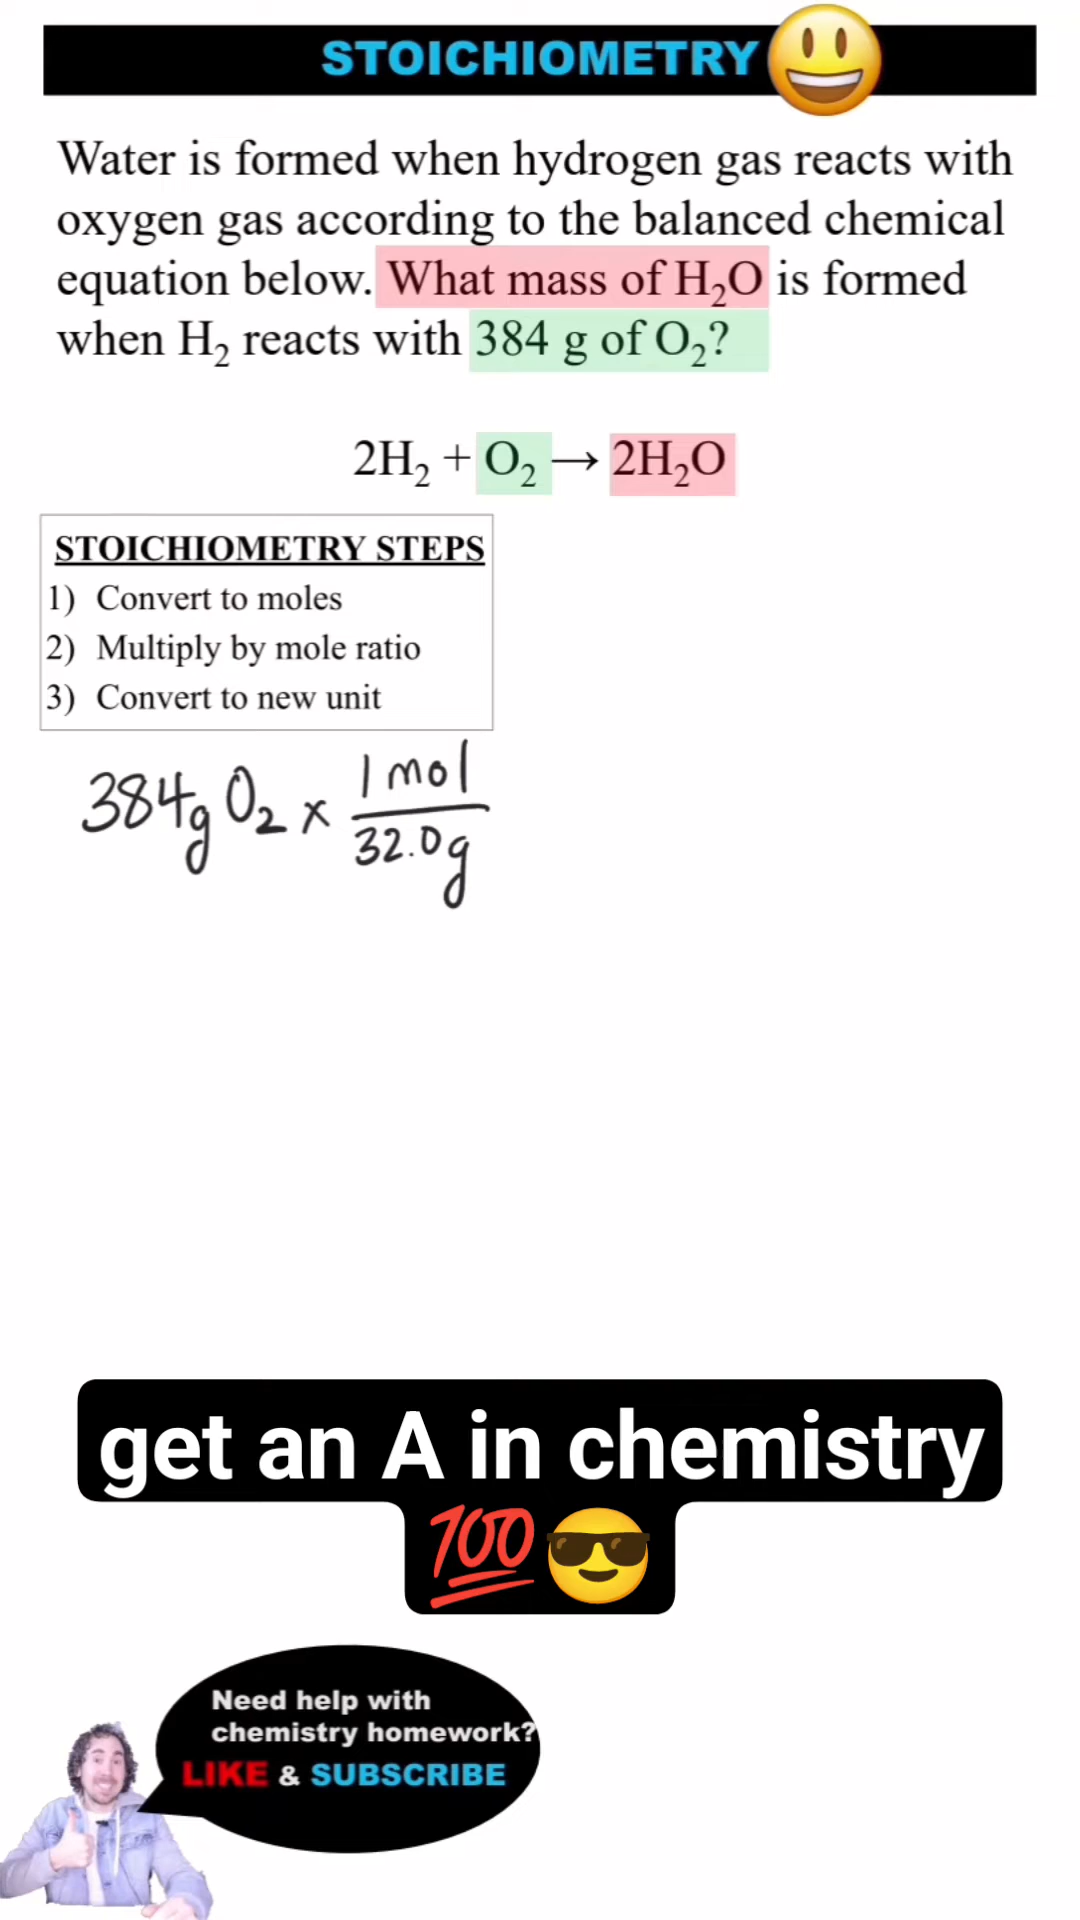 STOICHIOMETRY
Water is formed when hydrogen gas reacts with
oxygen gas according to the balanced chemical
equation below. What mass of H₂O is formed
when H₂ reacts with 384 g of O₂?
2H₂ + O₂ → 2H₂O
STOICHIOMETRY STEPS
1) Convert to moles
2) Multiply by mole ratio
3) Convert to new unit
384g O₂ x 1 mol
32.0g
get an A in chemistry
💯😎
Need help with
chemistry homework?
LIKE & SUBSCRIBE